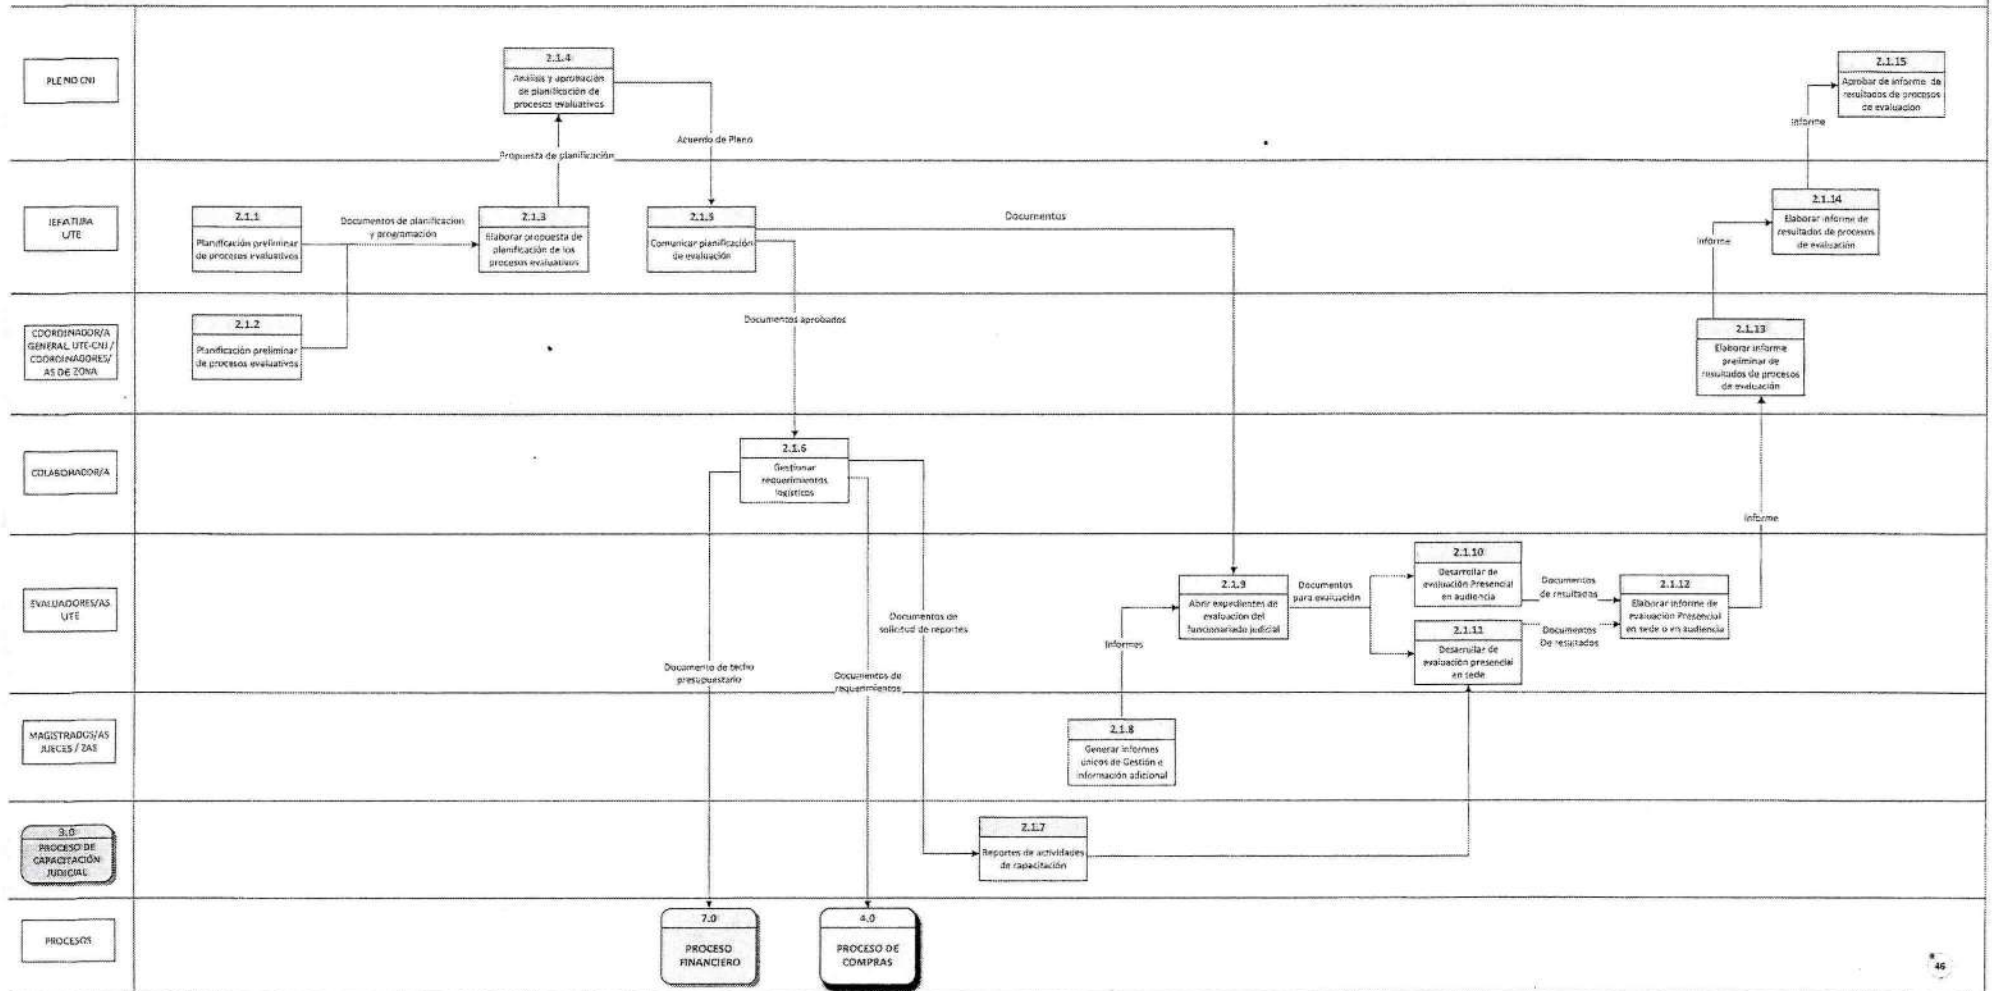 PLENO CNJ
2.1.4
Análisis y aprobación
de planificación de
procesos evaluativos
Acuerdo de Pleno
Propuesta de planificación
2.1.15
Aprobar de informe de
resultados de procesos
de evaluación
Informe
JEFATURA
UTE
2.1.1
Planificación preliminar
de procesos evaluativos
Documentos de planificacion
y programación
2.1.3
Elaborar propuesta de
planificación de los
procesos evaluativos
2.1.5
Comunicar planificación
de evaluación
Documentos
2.1.14
Elaborar informe de
resultados de procesos
de evaluación
Informe
COORDINADOR/A
GENERAL UTE-CNJ /
COORDINADORES/
AS DE ZONA
2.1.2
Planificación preliminar
de procesos evaluativos
Documentos aprobados
2.1.13
Elaborar informe
preliminar de
resultados de procesos
de evaluación
COLABORADOR/A
2.1.6
Gestionar
requerimientos
logísticos
Informe
EVALUADORES/AS
UTE
Documento de techo
presupuestario
Documentos de
requerimientos
Documentos de
solicitud de reportes
Informes
2.1.9
Abrir expedientes de
evaluación del
funcionariado judicial
Documentos
para evaluación
2.1.10
Desarrollar de
evaluación Presencial
en audiencia
2.1.11
Desarrollar de
evaluación presencial
en sede
Documentos
de resultados
Documentos
De resultados
2.1.12
Elaborar informe de
evaluación Presencial
en sede o en audiencia
MAGISTRADOS/AS
JUECES / ZAS
2.1.8
Generar informes
únicos de Gestión e
información adicional
3.0
PROCESO DE
CAPACITACIÓN
JUDICIAL
2.1.7
Reportes de actividades
de capacitación
PROCESOS
7.0
PROCESO
FINANCIERO
4.0
PROCESO DE
COMPRAS
46